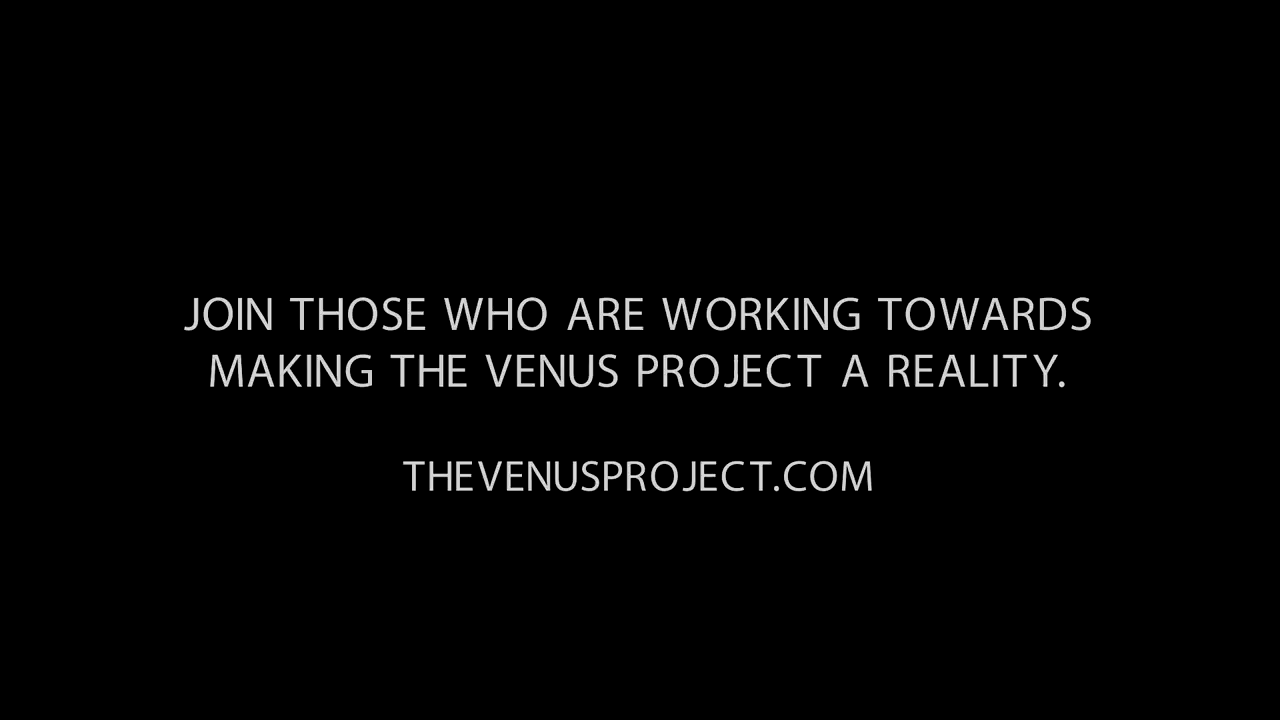 JOIN THOSE WHO ARE WORKING TOWARDS
MAKING THE VENUS PROJECT A REALITY.
THEVENUSPROJECT.COM